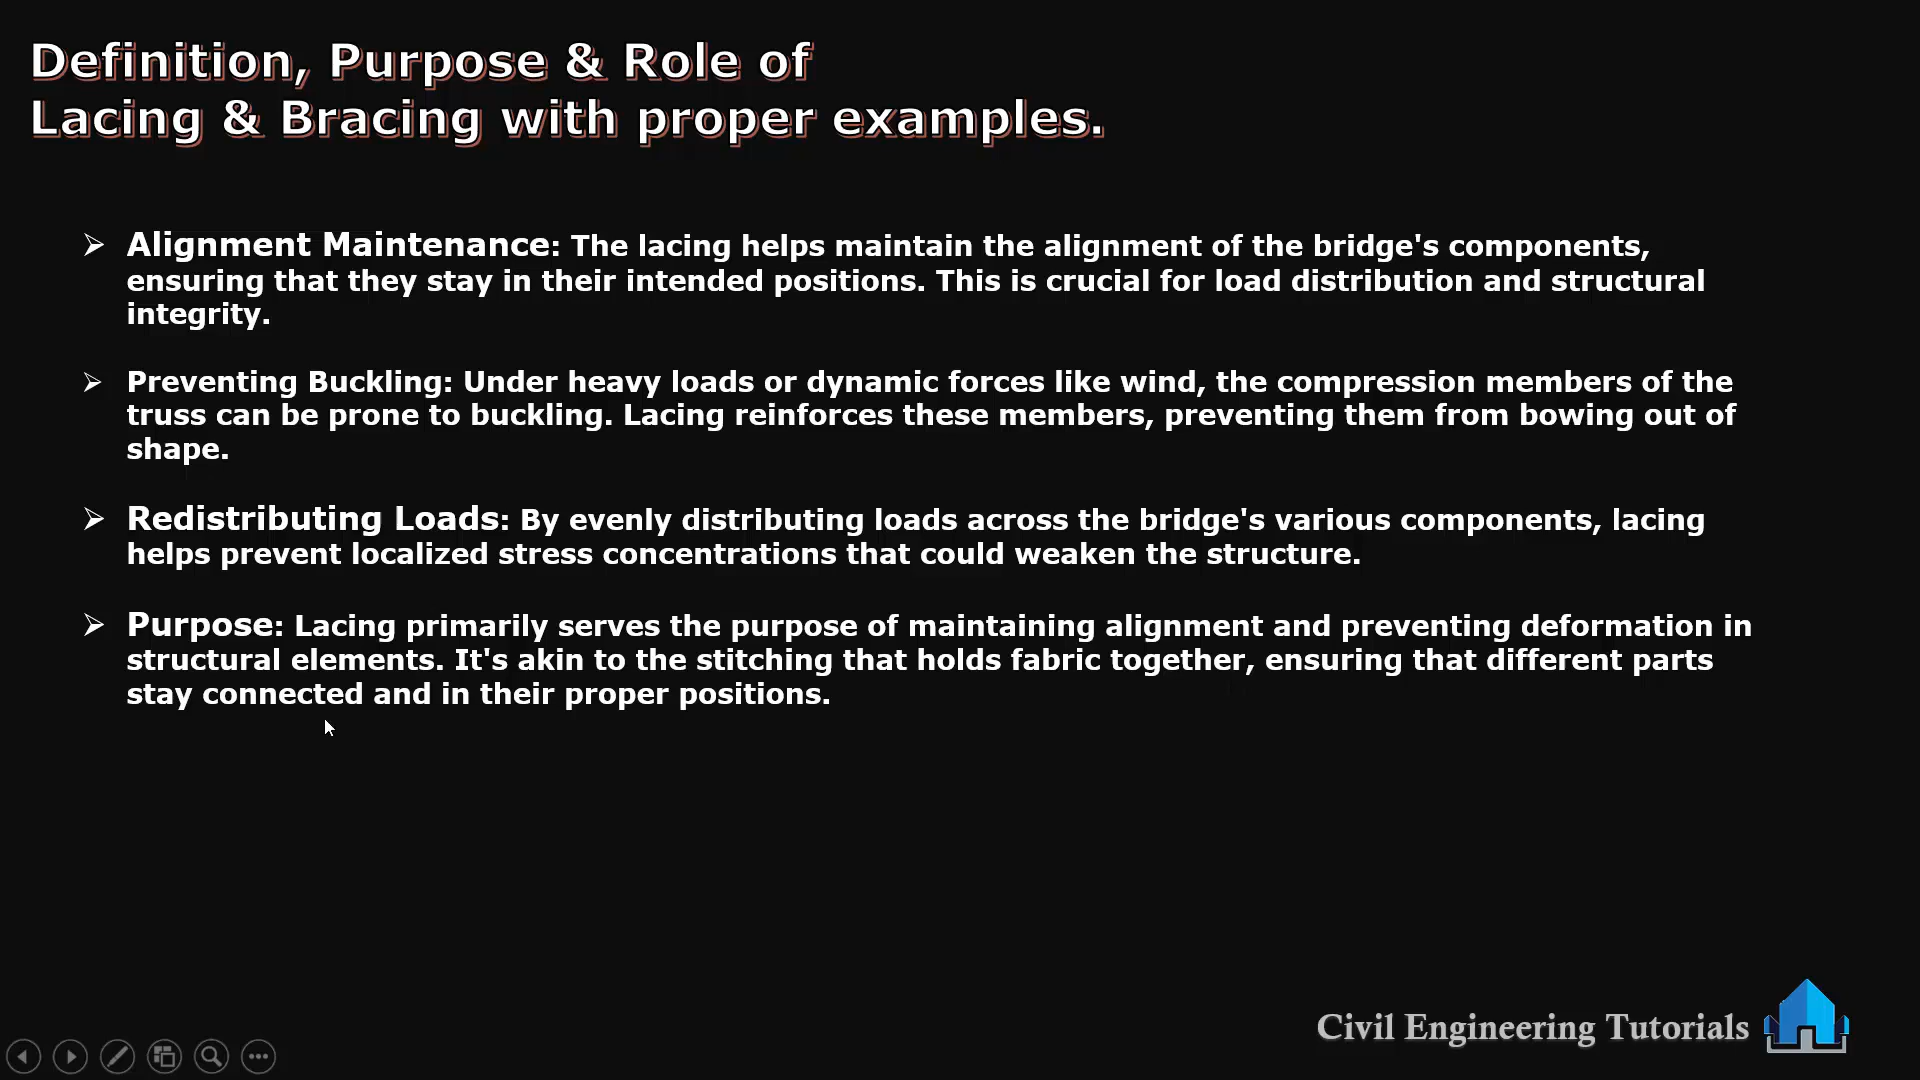 Definition, Purpose & Role of
Lacing & Bracing with proper examples.
Alignment Maintenance: The lacing helps maintain the alignment of the bridge's components,
ensuring that they stay in their intended positions. This is crucial for load distribution and structural
integrity.
Preventing Buckling: Under heavy loads or dynamic forces like wind, the compression members of the
truss can be prone to buckling. Lacing reinforces these members, preventing them from bowing out of
shape.
Redistributing Loads: By evenly distributing loads across the bridge's various components, lacing
helps prevent localized stress concentrations that could weaken the structure.
Purpose: Lacing primarily serves the purpose of maintaining alignment and preventing deformation in
structural elements. It's akin to the stitching that holds fabric together, ensuring that different parts
stay connected and in their proper positions.
Civil Engineering Tutorials